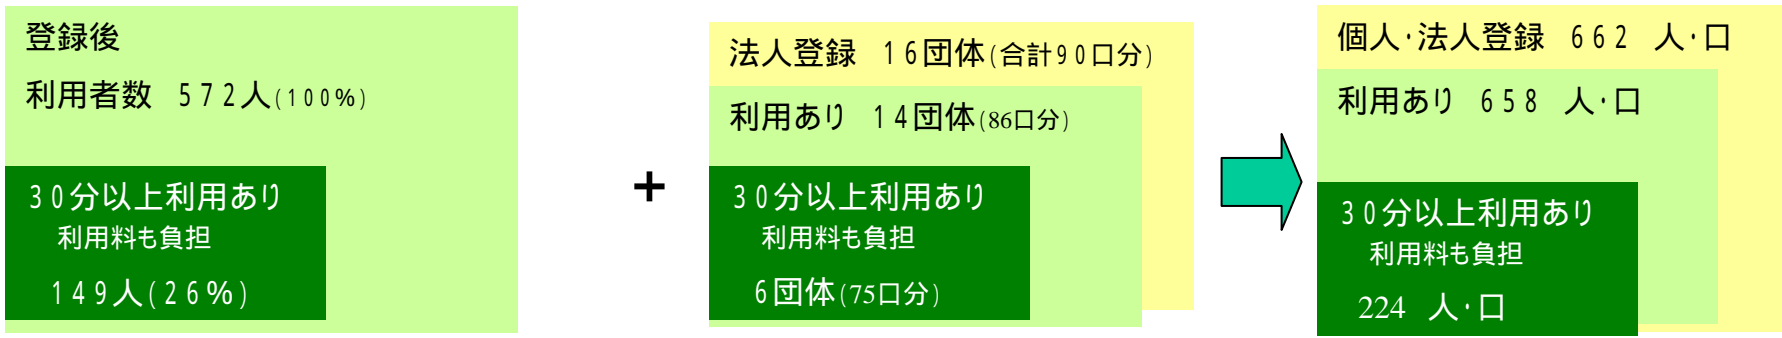 登録後
利用者数 572人(100%)
30分以上利用あり
利用料も負担
149人(26%)
+
法人登録 16団体(合計90口分)
利用あり 14団体(86口分)
30分以上利用あり
利用料も負担
6団体(75口分)
個人・法人登録 662 人・口
利用あり 658 人・口
30分以上利用あり
利用料も負担
224 人・口